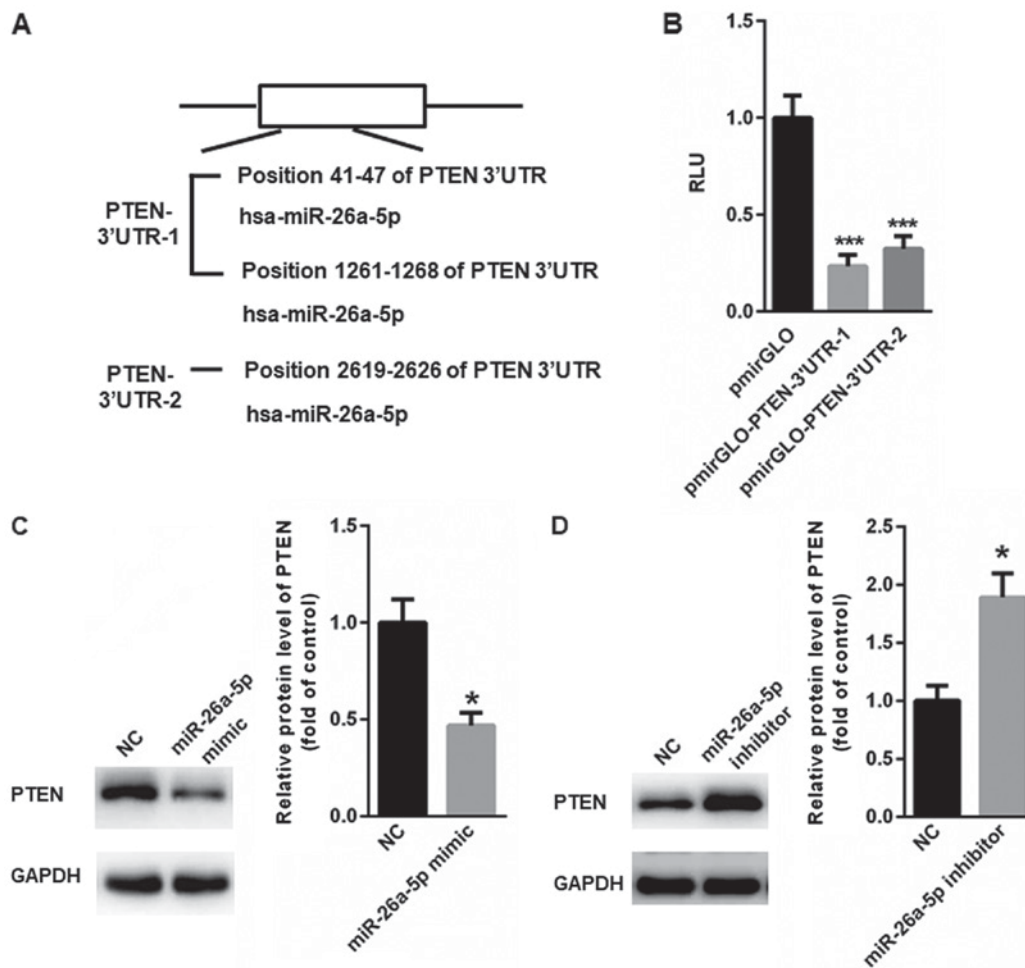 A
Position 41-47 of PTEN 3'UTR
hsa-miR-26a-5p
PTEN-
3'UTR-1
Position 1261-1268 of PTEN 3'UTR
hsa-miR-26a-5p
PTEN-
3'UTR-2
Position 2619-2626 of PTEN 3'UTR
hsa-miR-26a-5p
B
RLU
1.5
1.0
0.5
0.0
***
***
pmirGLO
pmirGLO-PTEN-3'UTR-1
pmirGLO-PTEN-3'UTR-2
C
NC
miR-26a-5p
mimic
PTEN
GAPDH
Relative protein level of PTEN
(fold of control)
1.5
1.0
0.5
0.0
*
NC
miR-26a-5p mimic
D
NC
miR-26a-5p
inhibitor
PTEN
GAPDH
Relative protein level of PTEN
(fold of control)
2.5
2.0
1.5
1.0
0.5
0.0
*
NC
miR-26a-5p inhibitor